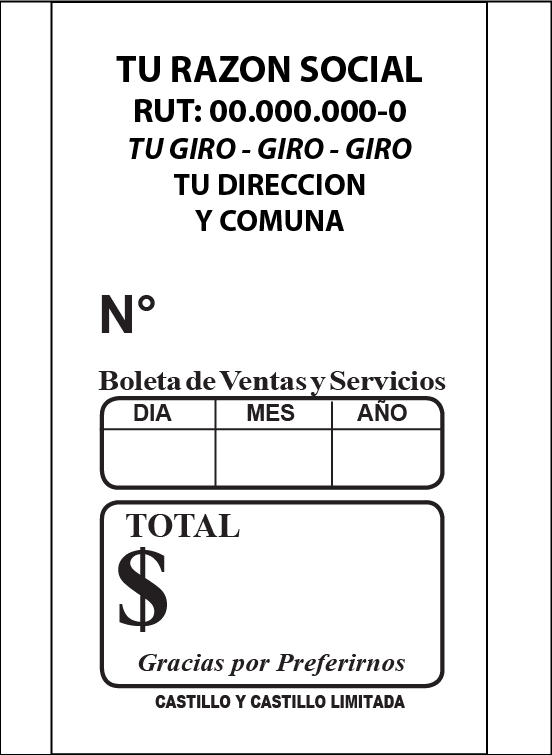 TU RAZON SOCIAL
RUT: 00.000.000-0
TU GIRO - GIRO - GIRO
TU DIRECCION
Y COMUNA
N°
Boleta de Ventas y Servicios
DIA MES AÑO
TOTAL
$
Gracias por Preferirnos
CASTILLO Y CASTILLO LIMITADA